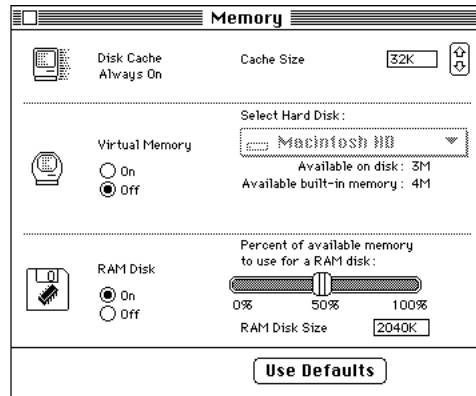 Memory
Disk Cache
Always On
Cache Size
32K
Select Hard Disk:
Virtual Memory
On
Off
Macintosh HD
Available on disk: 3M
Available built-in memory: 4M
RAM Disk
On
Off
Percent of available memory
to use for a RAM disk:
0% 50% 100%
RAM Disk Size
2040K
Use Defaults